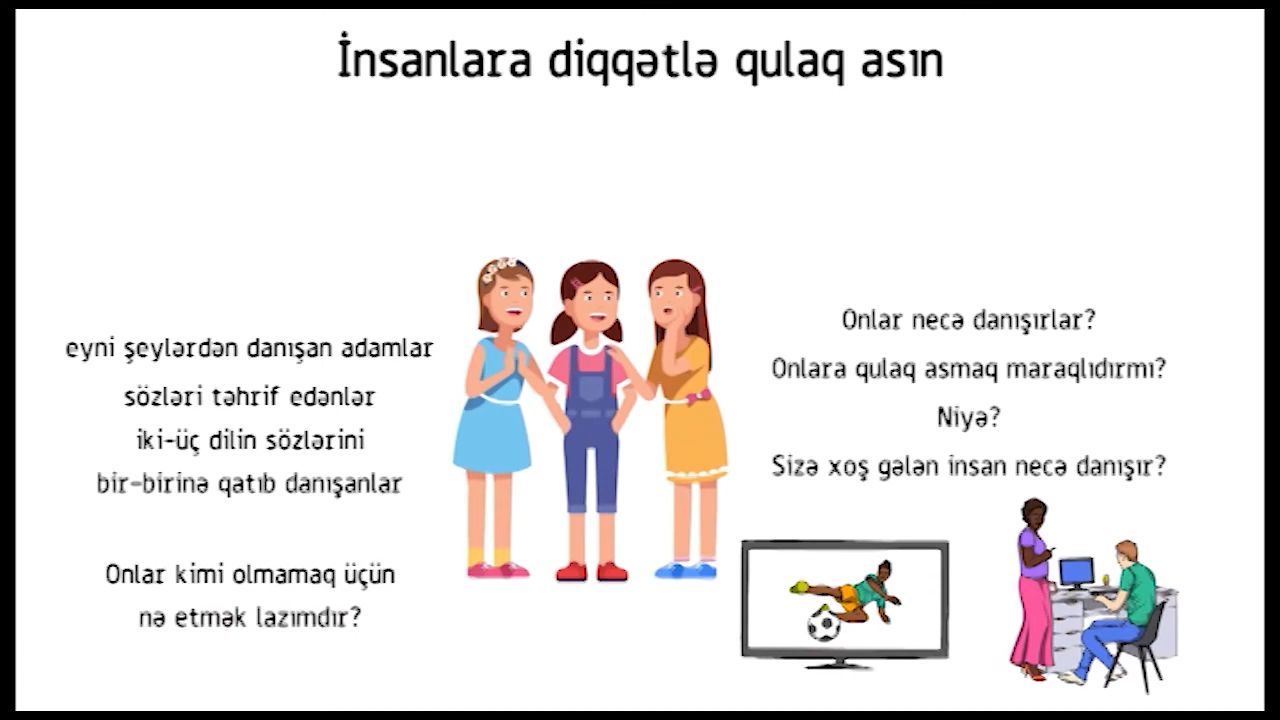 İnsanlara diqqətlə qulaq asın
eyni şeylərdən danışan adamlar
sözləri təhrif edənlər
iki-üç dilin sözlərini
bir-birinə qatıb danışanlar
Onlar kimi olmamaq üçün
nə etmək lazımdır?
Onlar necə danışırlar?
Onlara qulaq asmaq maraqlıdırmı?
Niyə?
Sizə xoş gələn insan necə danışır?